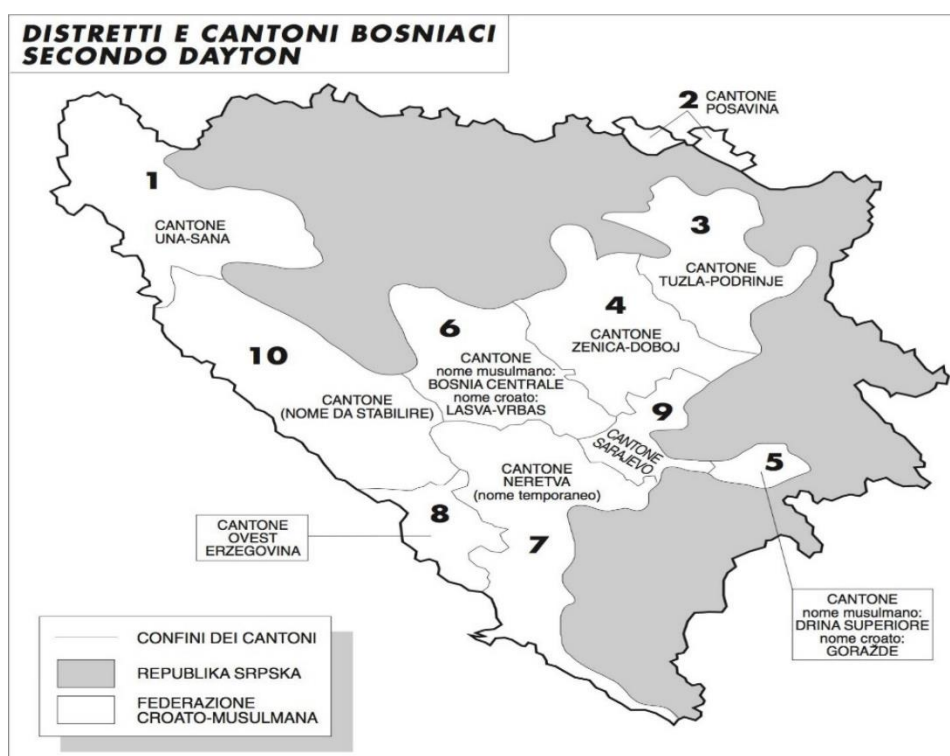 DISTRETTI E CANTONI BOSNIACI
SECONDO DAYTON
2 CANTONE
POSAVINA
1
CANTONE
UNA-SANA
3
CANTONE
TUZLA-PODRINJE
4
CANTONE
ZENICA-DOBOJ
6
CANTONE
nome musulmano:
BOSNIA CENTRALE
nome croato:
LASVA-VRBAS
10
CANTONE
(NOME DA STABILIRE)
9
CANTONE
SARAJEVO
5
CANTONE
NERETVA
(nome temporaneo)
7
8
CANTONE
OVEST
ERZEGOVINA
CANTONE
nome musulmano:
DRINA SUPERIORE
nome croato:
GORAŽDE
CONFINI DEI CANTONI
REPUBLIKA SRPSKA
FEDERAZIONE
CROATO-MUSULMANA